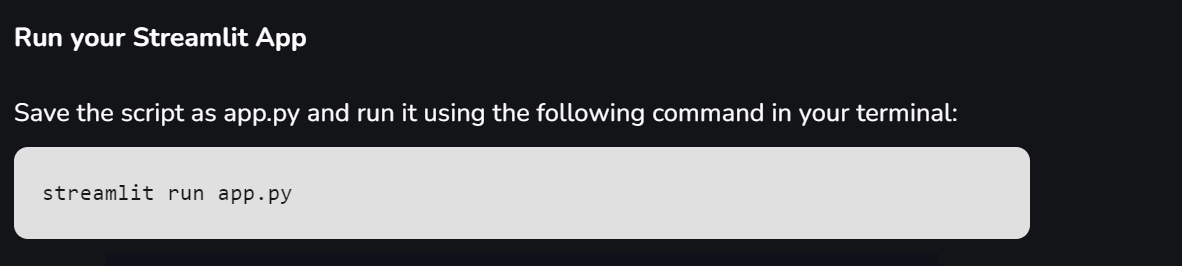 Run your Streamlit App
Save the script as app.py and run it using the following command in your terminal:
streamlit run app.py